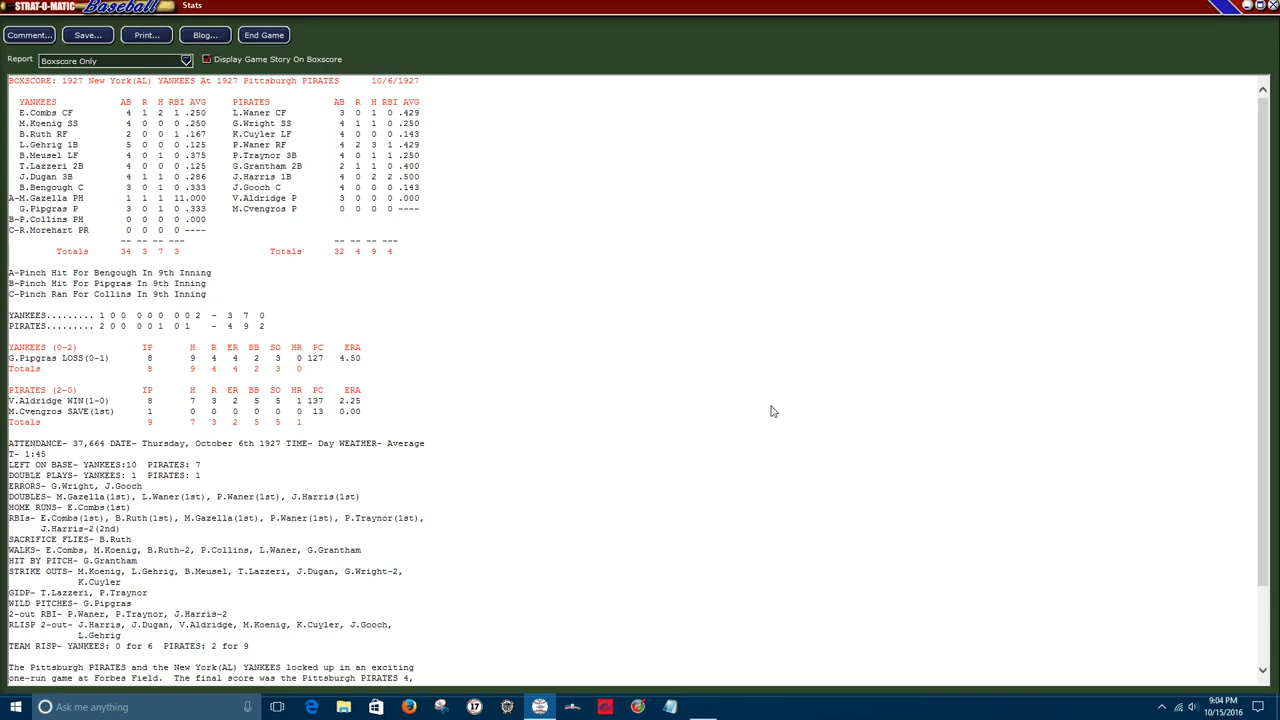 STRAT-O-MATIC Baseball Stats
Comment... Save... Print... Blog... End Game
Report Boxscore Only Display Game Story On Boxscore
BOXSCORE: 1927 New York(AL) YANKEES At 1927 Pittsburgh PIRATES 10/6/1927
YANKEES AB R H RBI AVG PIRATES AB R H RBI AVG
E.Combs CF 4 1 2 1 .250 L.Waner CF 3 0 1 0 .429
M.Koenig SS 4 0 0 0 .250 G.Wright SS 4 1 1 0 .250
B.Ruth RF 2 0 0 1 .167 K.Cuyler LF 4 0 0 0 .143
L.Gehrig 1B 5 0 0 0 .125 P.Waner RF 4 2 3 1 .429
B.Meusel LF 4 0 1 0 .375 P.Traynor 3B 4 0 1 1 .250
T.Lazzeri 2B 4 0 0 0 .125 G.Grantham 2B 2 1 1 0 .400
J.Dugan 3B 4 1 1 0 .286 J.Harris 1B 4 0 2 2 .500
B.Bengough C 3 0 1 0 .333 J.Gooch C 4 0 0 0 .143
A-M.Gazella PH 1 1 1 11.000 V.Aldridge P 3 0 0 0 .000
G.Pipgras P 3 0 1 0 .333 M.Cvengros P 0 0 0 0 ----
B-P.Collins PH 0 0 0 0 .000
C-R.Morehart PR 0 0 0 0 ----
-- -- -- --- -- -- -- ---
Totals 34 3 7 3 Totals 32 4 9 4
A-Pinch Hit For Bengough In 9th Inning
B-Pinch Hit For Pipgras In 9th Inning
C-Pinch Ran For Collins In 9th Inning
YANKEES......... 1 0 0 0 0 0 0 0 2 - 3 7 0
PIRATES......... 2 0 0 0 0 1 0 1 - 4 9 2
YANKEES (0-2) IP H R ER BB SO HR PC ERA
G.Pipgras LOSS(0-1) 8 9 4 4 2 3 0 127 4.50
Totals 8 9 4 4 2 3 0
PIRATES (2-0) IP H R ER BB SO HR PC ERA
V.Aldridge WIN(1-0) 8 7 3 2 5 5 1 137 2.25
M.Cvengros SAVE(1st) 1 0 0 0 0 0 0 13 0.00
Totals 9 7 3 2 5 5 1
ATTENDANCE- 37,664 DATE- Thursday, October 6th 1927 TIME- Day WEATHER- Average
T- 1:45
LEFT ON BASE- YANKEES:10 PIRATES: 7
DOUBLE PLAYS- YANKEES: 1 PIRATES: 1
ERRORS- G.Wright, J.Gooch
DOUBLES- M.Gazella(1st), L.Waner(1st), P.Waner(1st), J.Harris(1st)
HOME RUNS- E.Combs(1st)
RBIs- E.Combs(1st), B.Ruth(1st), M.Gazella(1st), P.Waner(1st), P.Traynor(1st),
J.Harris-2(2nd)
SACRIFICE FLIES- B.Ruth
WALKS- E.Combs, M.Koenig, B.Ruth-2, P.Collins, L.Waner, G.Grantham
HIT BY PITCH- G.Grantham
STRIKE OUTS- M.Koenig, L.Gehrig, B.Meusel, T.Lazzeri, J.Dugan, G.Wright-2,
K.Cuyler
GIDP- T.Lazzeri, P.Traynor
WILD PITCHES- G.Pipgras
2-out RBI- P.Waner, P.Traynor, J.Harris-2
RLISP 2-out- J.Harris, J.Dugan, V.Aldridge, M.Koenig, K.Cuyler, J.Gooch,
L.Gehrig
TEAM RISP- YANKEES: 0 for 6 PIRATES: 2 for 9
The Pittsburgh PIRATES and the New York(AL) YANKEES locked up in an exciting
one-run game at Forbes Field. The final score was the Pittsburgh PIRATES 4,
Ask me anything
17
9:04 PM
10/15/2016